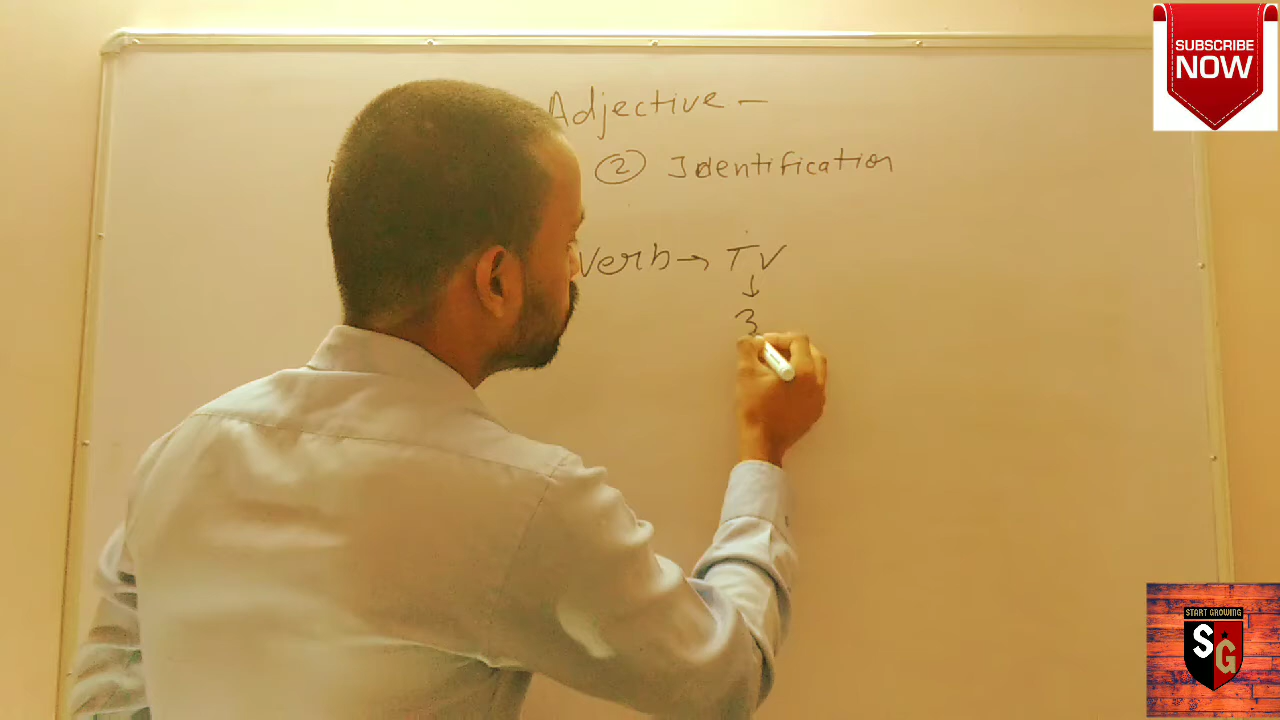 Adjective -
② Identification
Verb → TV
↓
3
SUBSCRIBE
NOW
START GROWING
SG